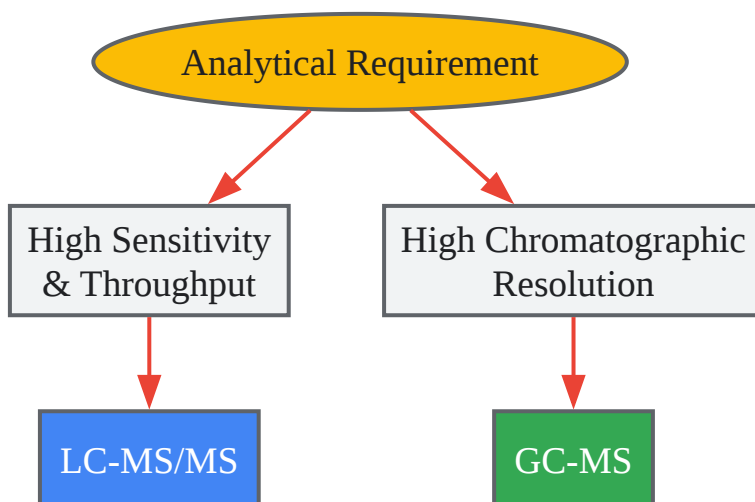 Analytical Requirement
High Sensitivity
& Throughput
High Chromatographic
Resolution
LC-MS/MS
GC-MS